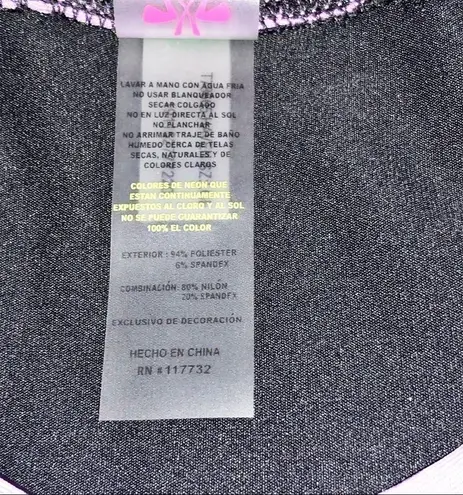 LAVAR A MANO CON AGUA FRIA
NO USAR BLANQUEADOR
SECAR COLGADO
NO EN LUZ DIRECTA AL SOL
NO PLANCHAR
NO ARRIMAR TRAJE DE BAÑO
HUMEDO CERCA DE TELAS
SECAS, NATURALES Y DE
COLORES CLAROS
COLORES DE NEON QUE
ESTAN CONTINUAMENTE
EXPUESTOS AL CLORO Y AL SOL
NO SE PUEDE GUARANTIZAR
100% EL COLOR
EXTERIOR : 94% POLIESTER
6% SPANDEX
COMBINACIÓN: 80% NILON
20% SPANDEX
EXCLUSIVO DE DECORACIÓN
HECHO EN CHINA
RN # 117732